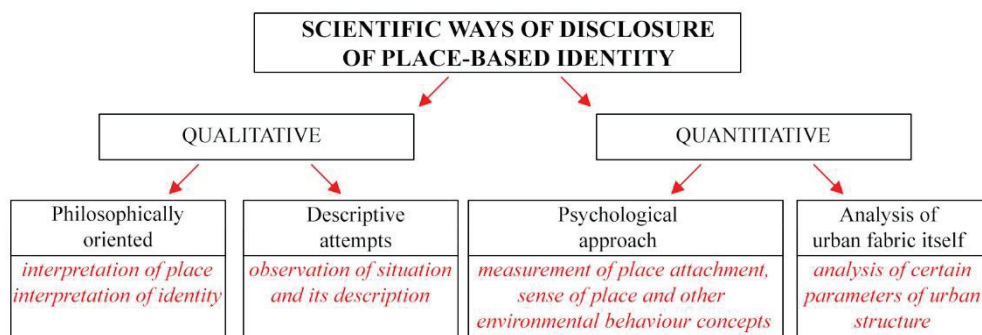 SCIENTIFIC WAYS OF DISCLOSURE
OF PLACE-BASED IDENTITY
QUALITATIVE
QUANTITATIVE
Philosophically
oriented
interpretation of place
interpretation of identity
Descriptive
attempts
observation of situation
and its description
Psychological
approach
measurement of place attachment,
sense of place and other
environmental behaviour concepts
Analysis of
urban fabric itself
analysis of certain
parameters of urban
structure